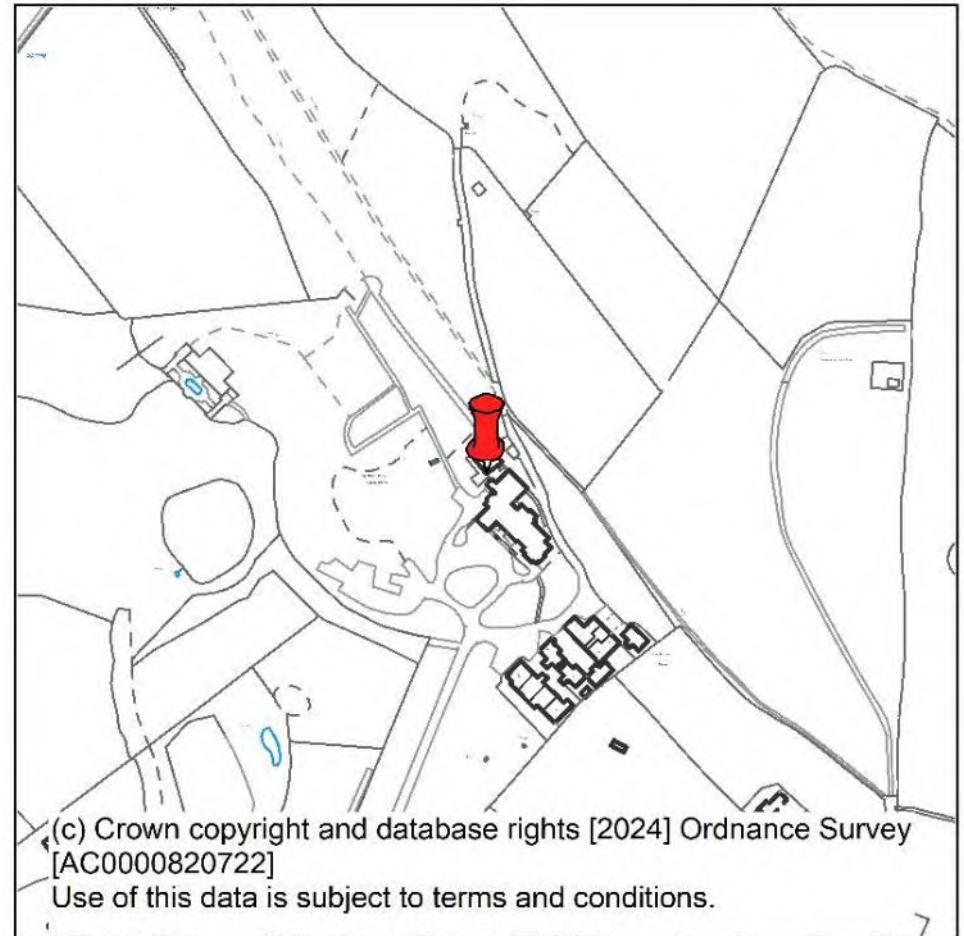 (c) Crown copyright and database rights [2024] Ordnance Survey
[AC0000820722]
Use of this data is subject to terms and conditions.